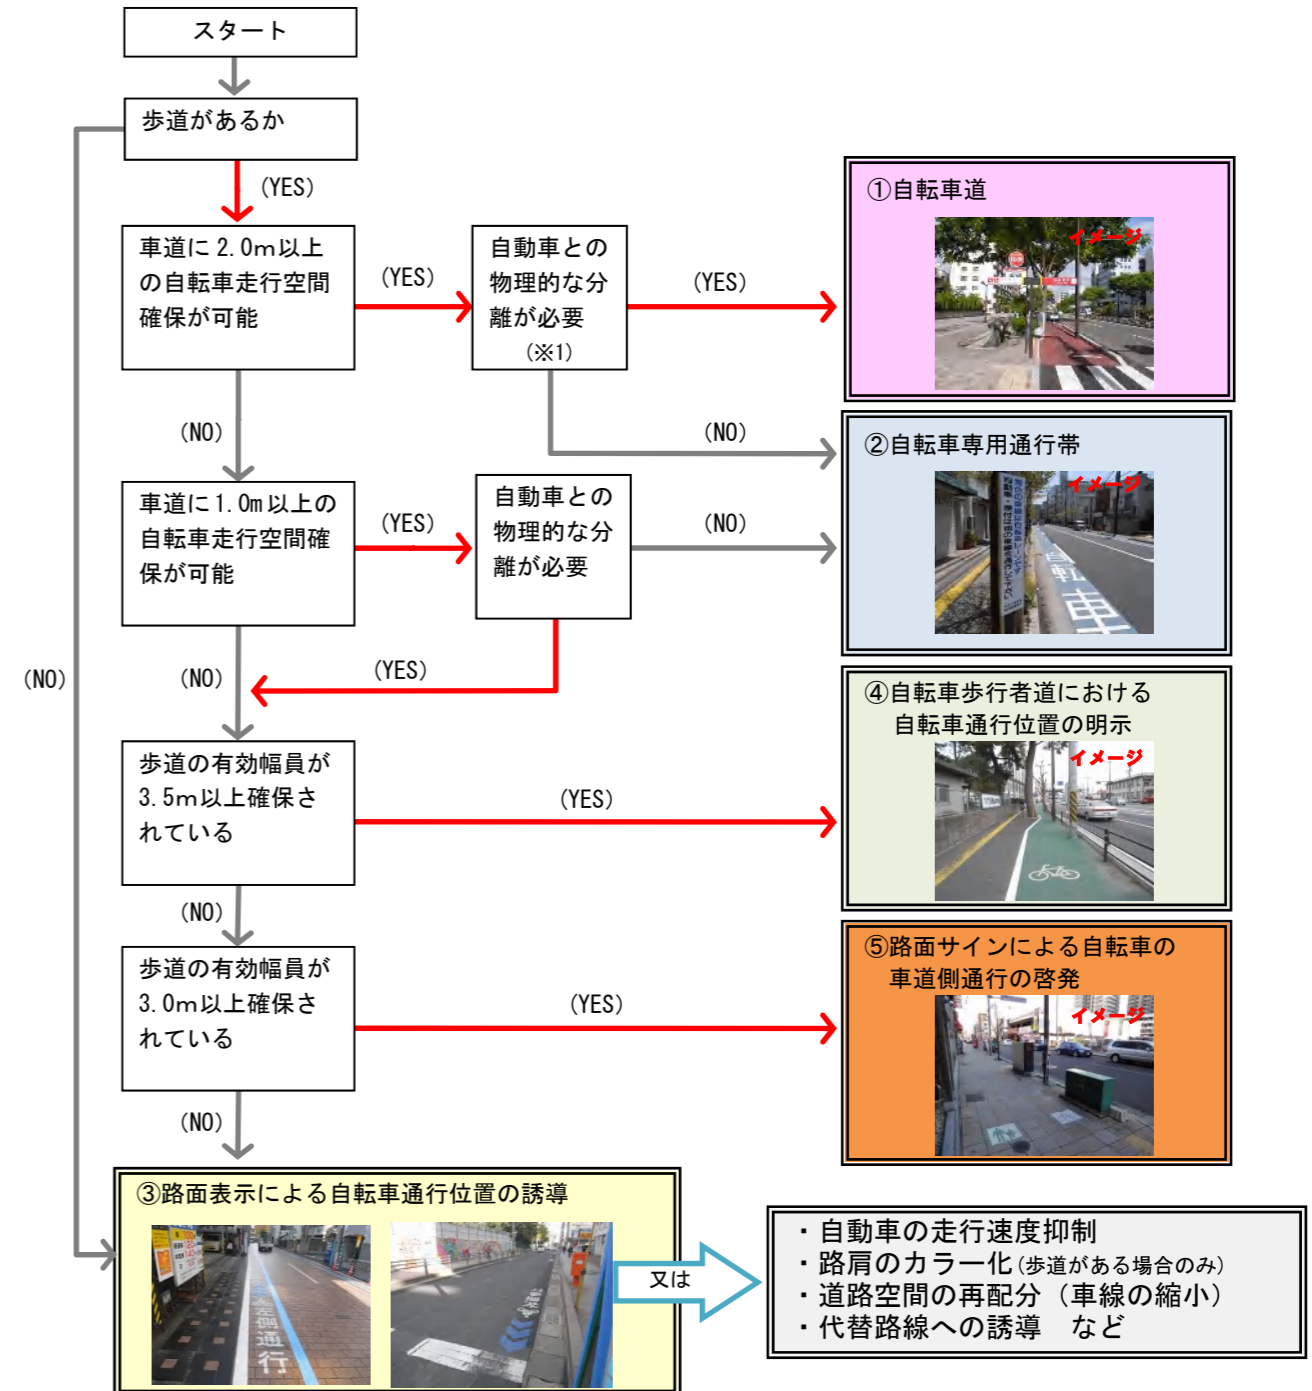 スタート
歩道があるか
(YES)
(NO)
車道に2.0m以上
の自転車走行空間
確保が可能
(YES)
自動車との
物理的な分
離が必要
(※1)
(YES)
①自転車道
イメージ
(NO)
(NO)
②自転車専用通行帯
イメージ
自転車
車道に1.0m以上の
自転車走行空間確
保が可能
(YES)
自動車との
物理的な分
離が必要
(NO)
(NO)
(YES)
④自転車歩行者道における
自転車通行位置の明示
イメージ
歩道の有効幅員が
3.5m以上確保さ
れている
(YES)
(NO)
⑤路面サインによる自転車の
車道側通行の啓発
イメージ
歩道の有効幅員が
3.0m以上確保さ
れている
(YES)
(NO)
③路面表示による自転車通行位置の誘導
側通行
又は
・自動車の走行速度抑制
・路肩のカラー化(歩道がある場合のみ)
・道路空間の再配分（車線の縮小）
・代替路線への誘導　など